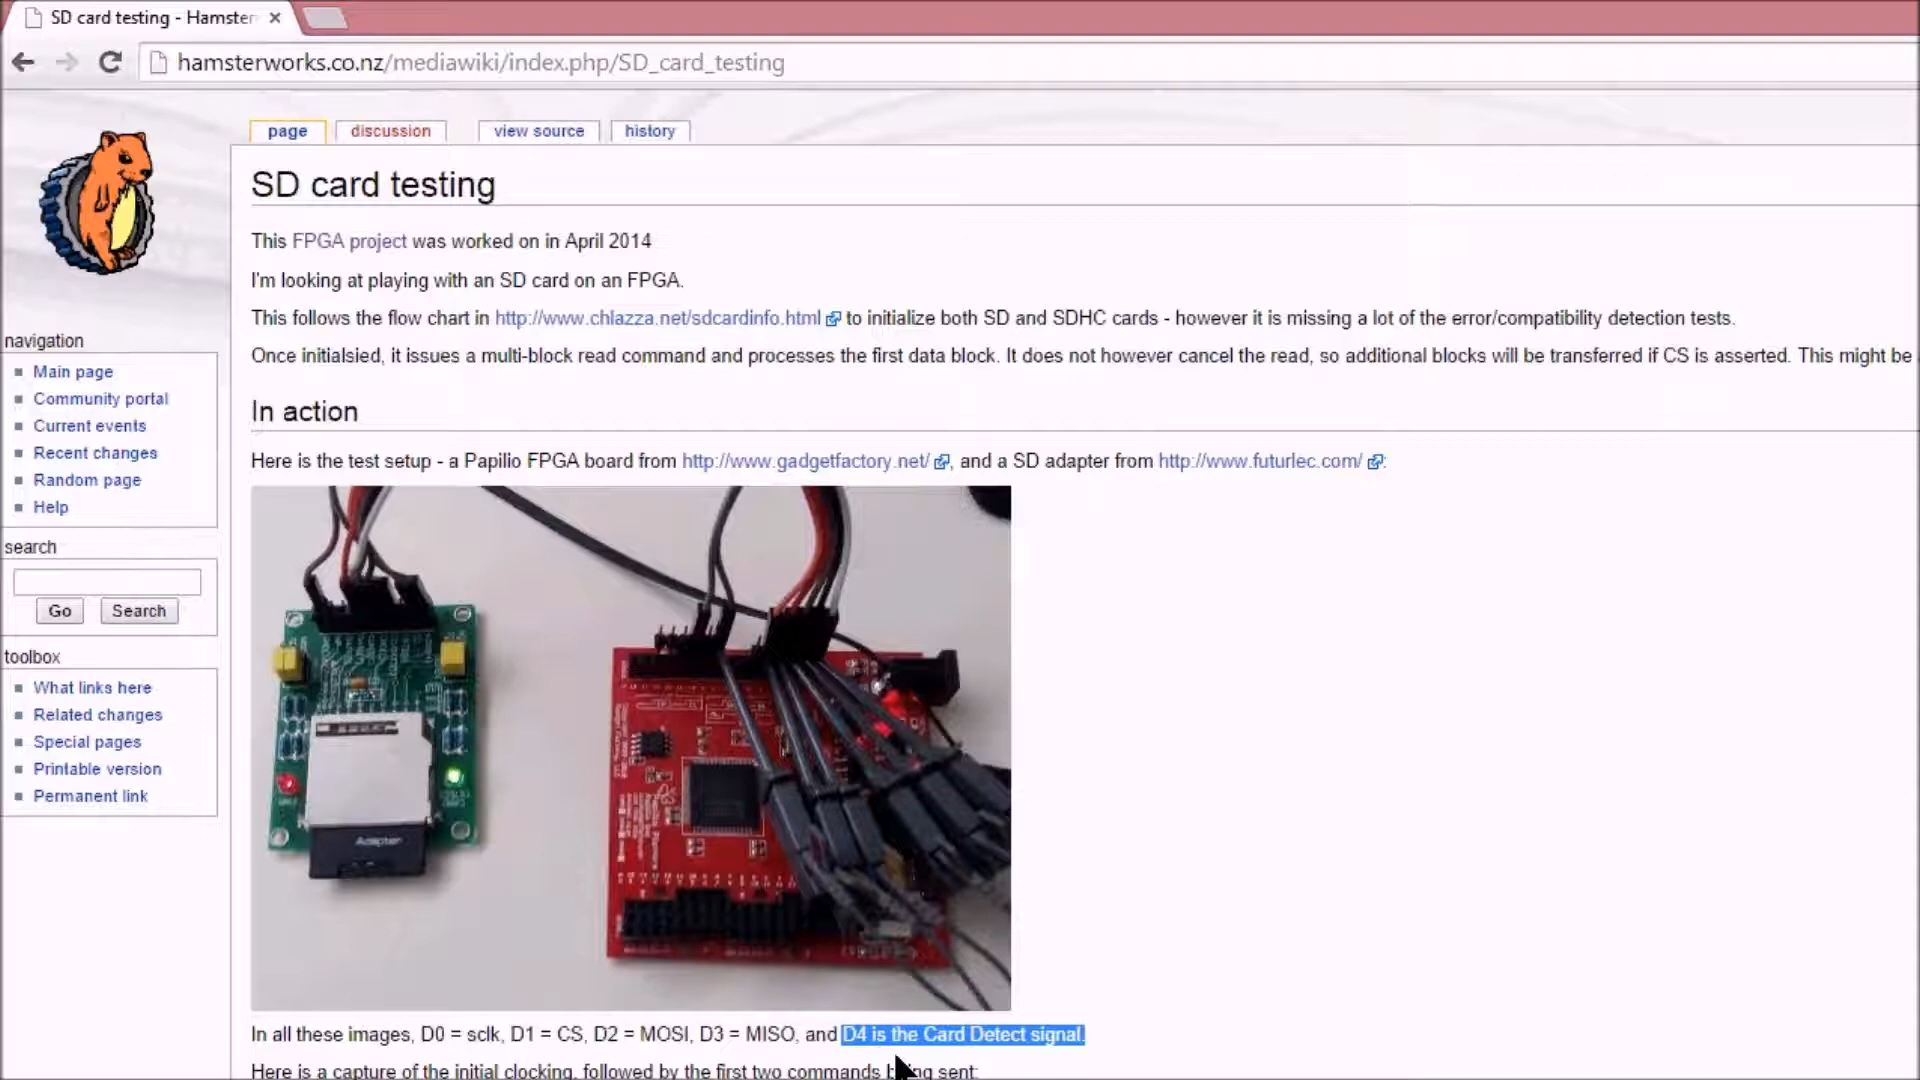 SD card testing - Hamster
hamsterworks.co.nz/mediawiki/index.php/SD_card_testing
page
discussion
view source
history
SD card testing
This FPGA project was worked on in April 2014
I'm looking at playing with an SD card on an FPGA.
This follows the flow chart in http://www.chlazza.net/sdcardinfo.html to initialize both SD and SDHC cards - however it is missing a lot of the error/compatibility detection tests.
Once initialsied, it issues a multi-block read command and processes the first data block. It does not however cancel the read, so additional blocks will be transferred if CS is asserted. This might be
In action
Here is the test setup - a Papilio FPGA board from http://www.gadgetfactory.net/, and a SD adapter from http://www.futurlec.com/:
Adapter
In all these images, D0 = sclk, D1 = CS, D2 = MOSI, D3 = MISO, and D4 is the Card Detect signal.
Here is a capture of the initial clocking, followed by the first two commands being sent:
navigation
Main page
Community portal
Current events
Recent changes
Random page
Help
search
Go
Search
toolbox
What links here
Related changes
Special pages
Printable version
Permanent link